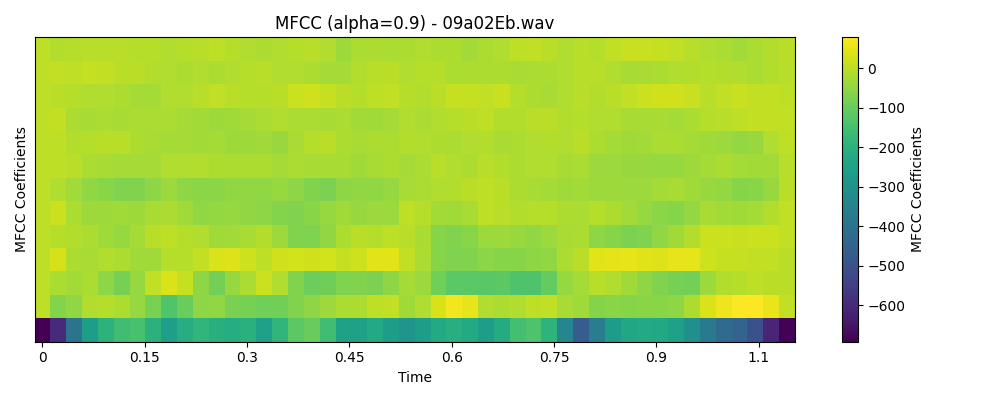 MFCC (alpha=0.9) - 09a02Eb.wav
MFCC Coefficients
0 0.15 0.3 0.45 0.6 0.75 0.9 1.1
Time
0
−100
−200
−300
−400
−500
−600
MFCC Coefficients